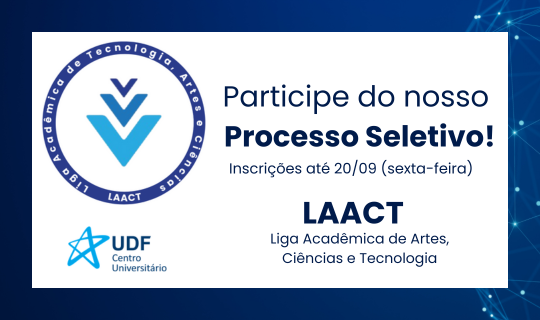 Liga Acadêmica de Tecnologia, Artes e Ciências
LAACT
UDF
Centro
Universitário
Participe do nosso
Processo Seletivo!
Inscrições até 20/09 (sexta-feira)
LAACT
Liga Acadêmica de Artes,
Ciências e Tecnologia